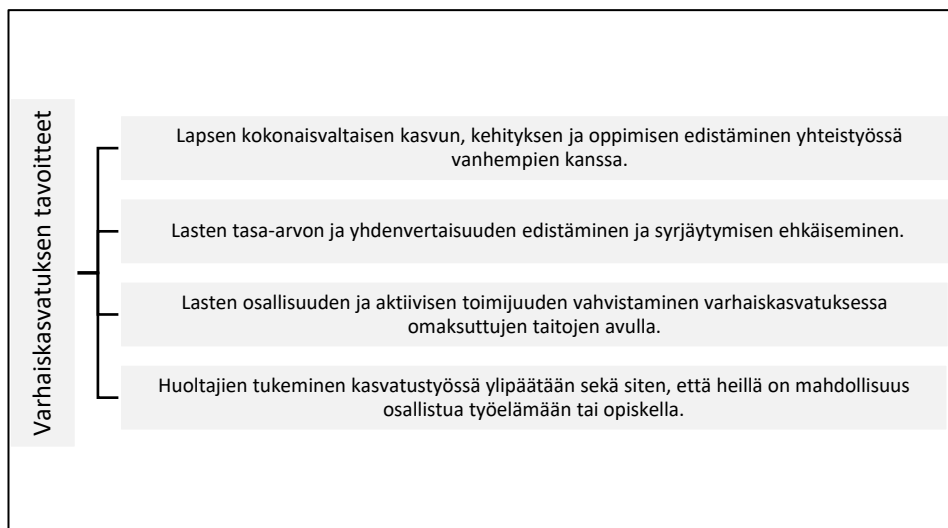 Varhaiskasvatuksen tavoitteet
Lapsen kokonaisvaltaisen kasvun, kehityksen ja oppimisen edistäminen yhteistyössä
vanhempien kanssa.
Lasten tasa-arvon ja yhdenvertaisuuden edistäminen ja syrjäytymisen ehkäiseminen.
Lasten osallisuuden ja aktiivisen toimijuuden vahvistaminen varhaiskasvatuksessa
omaksuttujen taitojen avulla.
Huoltajien tukeminen kasvatustyössä ylipäätään sekä siten, että heillä on mahdollisuus
osallistua työelämään tai opiskella.